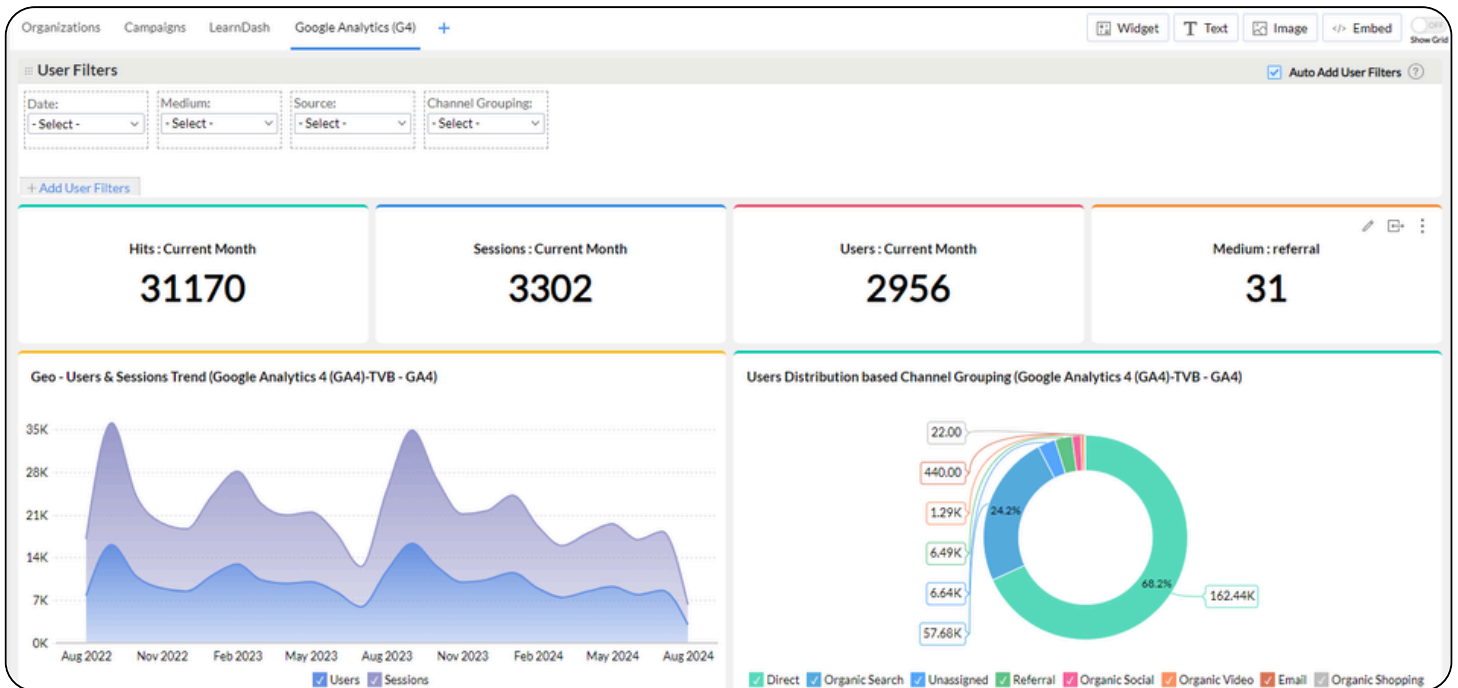 Organizations Campaigns LearnDash Google Analytics (G4) +
Widget Text Image </> Embed OFF
Show Grid
User Filters
Auto Add User Filters ?
Date: Medium: Source: Channel Grouping:
- Select - - Select - - Select - - Select -
+ Add User Filters
Hits : Current Month
31170
Sessions : Current Month
3302
Users : Current Month
2956
Medium : referral
31
Geo - Users & Sessions Trend (Google Analytics 4 (GA4)-TVB - GA4)
35K
28K
21K
14K
7K
0K
Aug 2022 Nov 2022 Feb 2023 May 2023 Aug 2023 Nov 2023 Feb 2024 May 2024 Aug 2024
Users Sessions
Users Distribution based Channel Grouping (Google Analytics 4 (GA4)-TVB - GA4)
22.00
440.00
1.29K
6.49K
6.64K
57.68K
24.2%
68.2%
162.44K
Direct Organic Search Unassigned Referral Organic Social Organic Video Email Organic Shopping